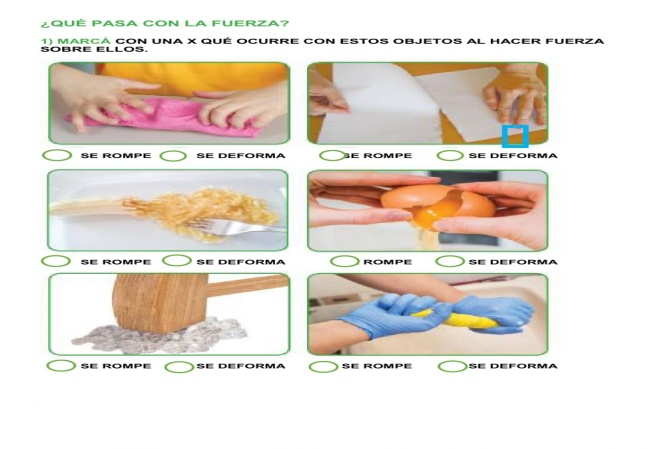 ¿QUÉ PASA CON LA FUERZA?
1) MARCÁ CON UNA X QUÉ OCURRE CON ESTOS OBJETOS AL HACER FUERZA
SOBRE ELLOS.
SE ROMPE SE DEFORMA SE ROMPE SE DEFORMA
SE ROMPE SE DEFORMA ROMPE SE DEFORMA
SE ROMPE SE DEFORMA SE ROMPE SE DEFORMA